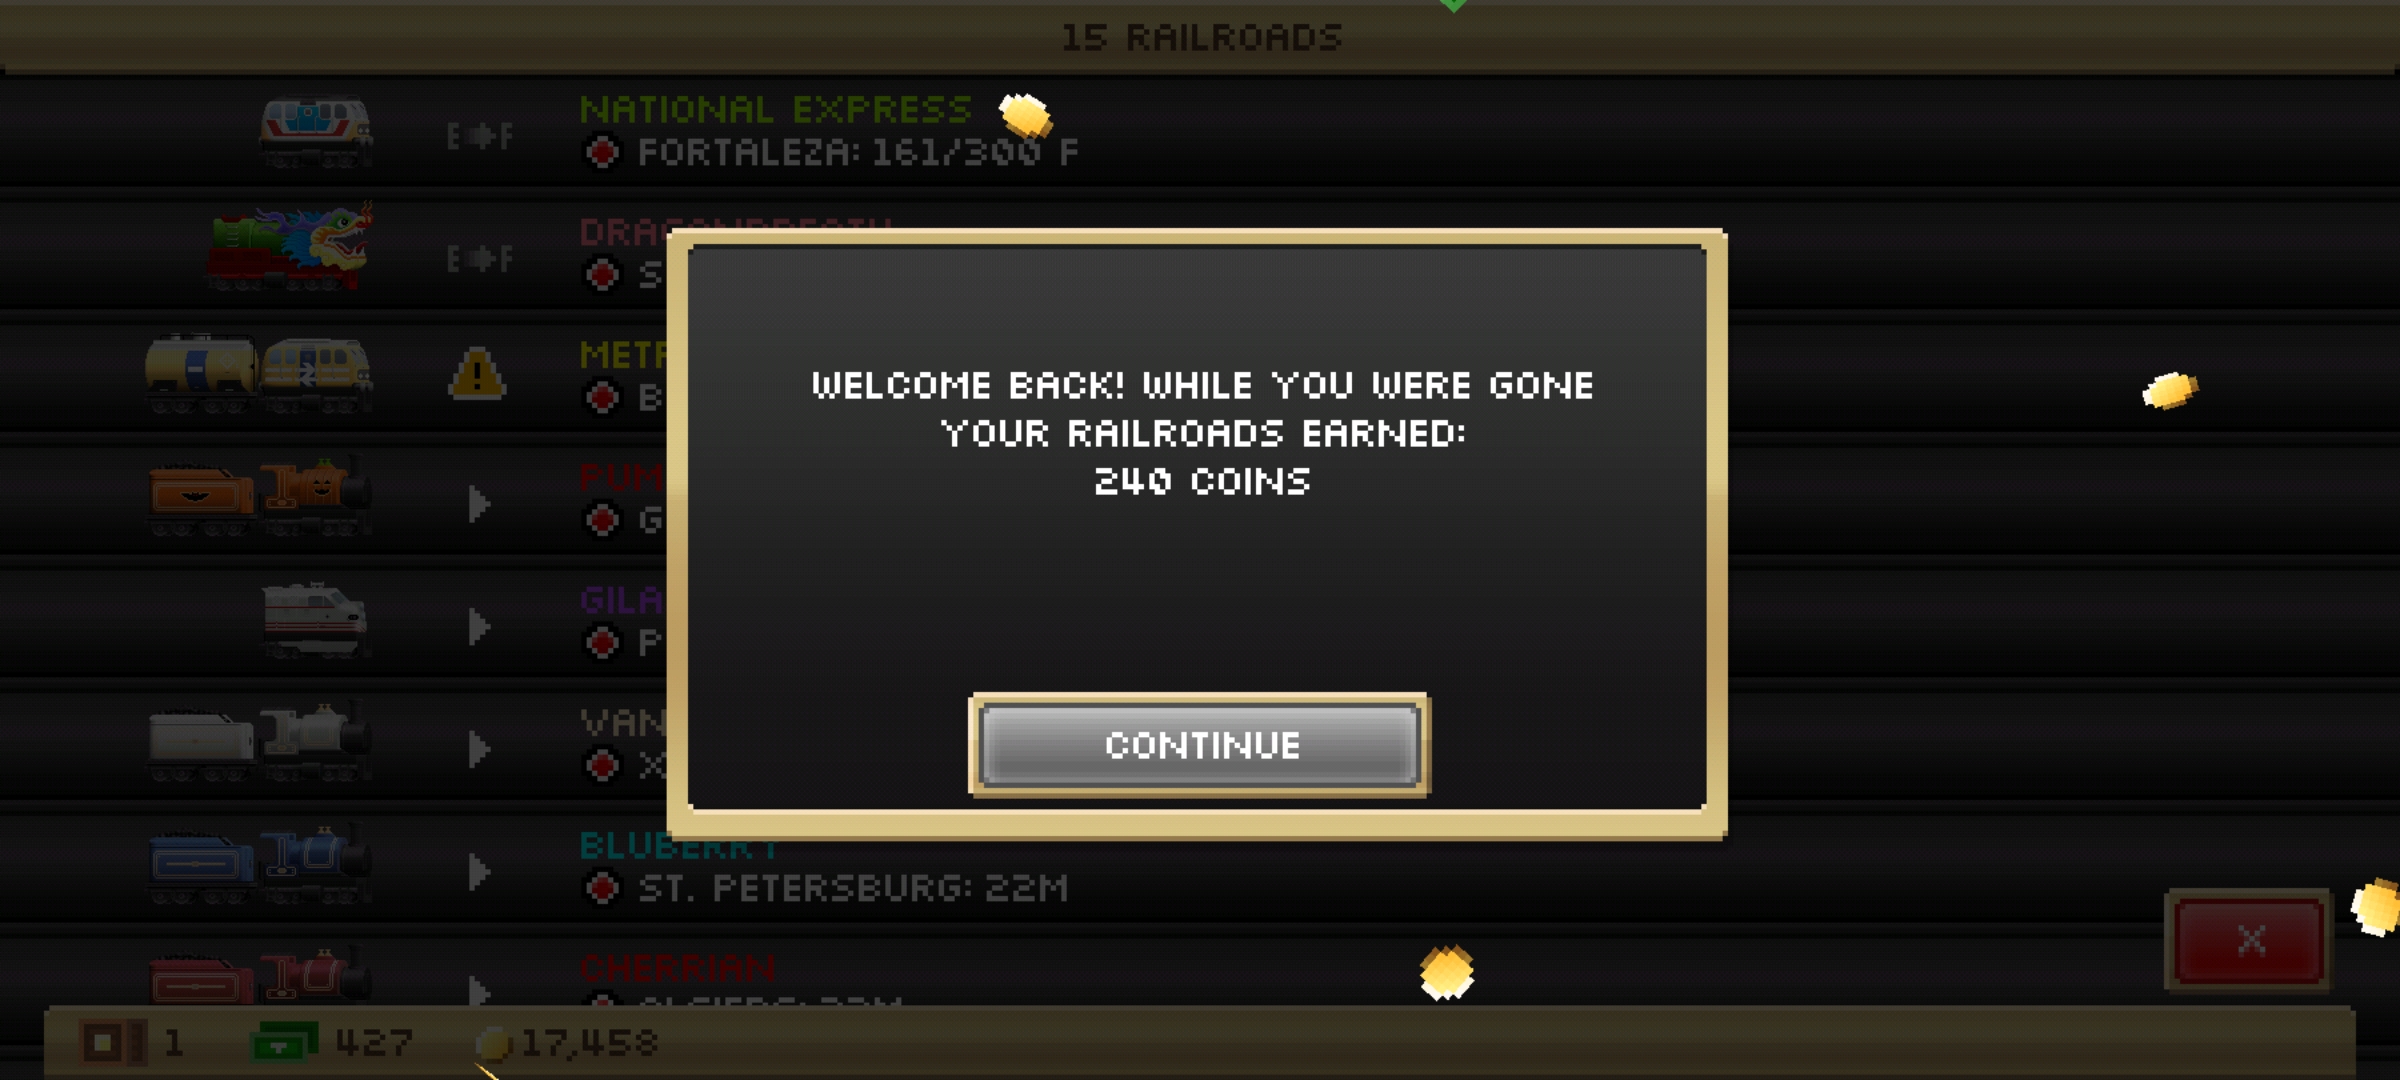 15 RAILROADS
E F
NATIONAL EXPRESS
FORTALEZA: 161/300 F
E F
WELCOME BACK! WHILE YOU WERE GONE
YOUR RAILROADS EARNED:
240 COINS
CONTINUE
BLUBERRY
ST. PETERSBURG: 22M
CHERRIAN
X
1
427
17,458